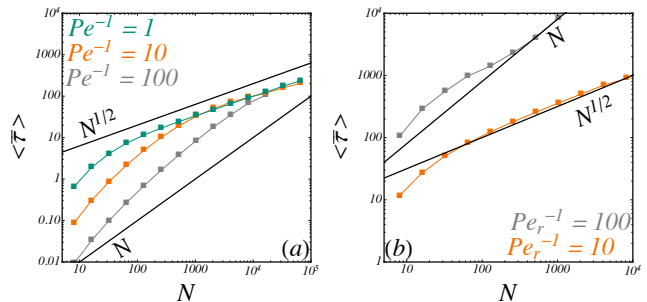 10⁴
1000
100
10
1
0.10
0.01
<τ̅>
Pe⁻¹ = 1
Pe⁻¹ = 10
Pe⁻¹ = 100
N^{1/2}
N
(a)
10 100 1000 10⁴ 10⁵
N
10⁴
1000
100
10
1
<τ̅>
N
N^{1/2}
Pe_r⁻¹ = 100
Pe_r⁻¹ = 10
(b)
10 100 1000 10⁴
N